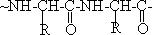 ~NH-CH-C-NH-CH-C-
R O R O